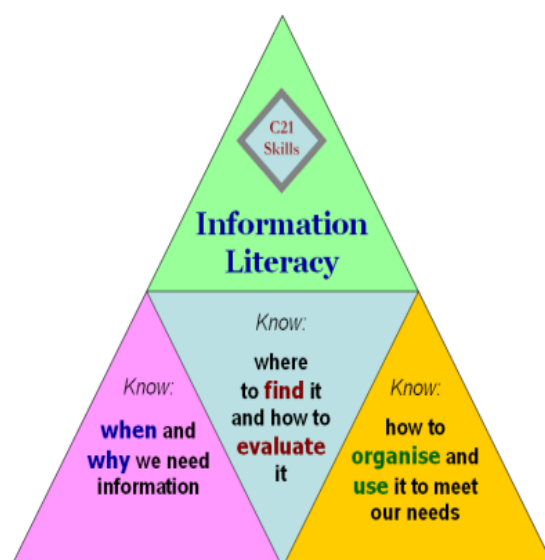 C21
Skills
Information
Literacy
Know:
when and
why we need
information
Know:
where
to find it
and how to
evaluate
it
Know:
how to
organise and
use it to meet
our needs